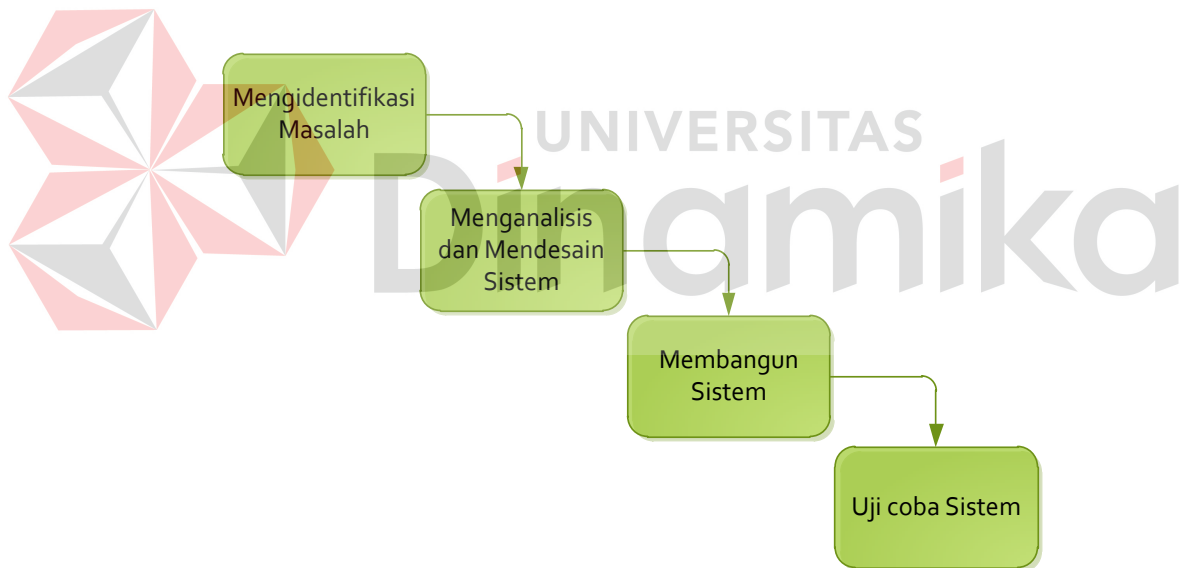 Mengidentifikasi
Masalah
UNIVERSITAS
Dinamika
Menganalisis
dan Mendesain
Sistem
Membangun
Sistem
Uji coba Sistem